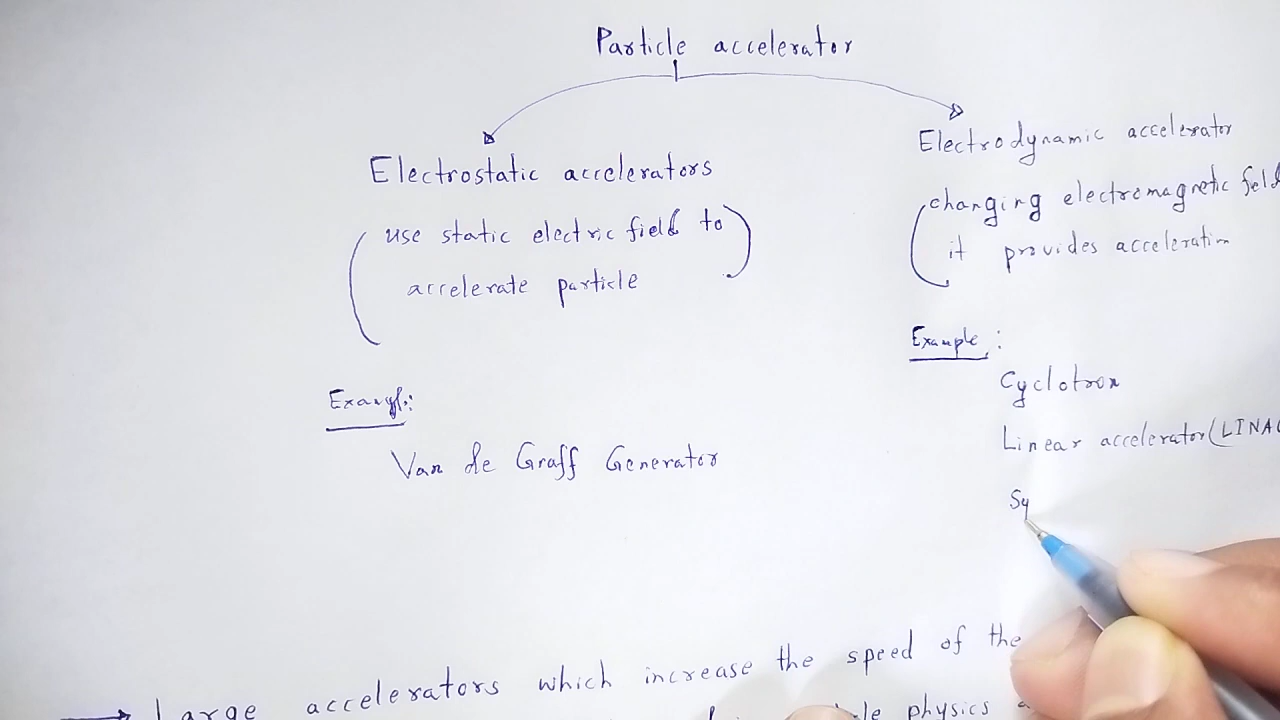 Particle accelerator
Electrostatic accelerators
use static electric field to
accelerate particle
Example:
Van de Graff Generator
Electrodynamic accelerator
changing electromagnetic field
it provides acceleration
Example:
Cyclotron
Linear accelerator (LINAC
Sy
Large accelerators which increase the speed of the
physics